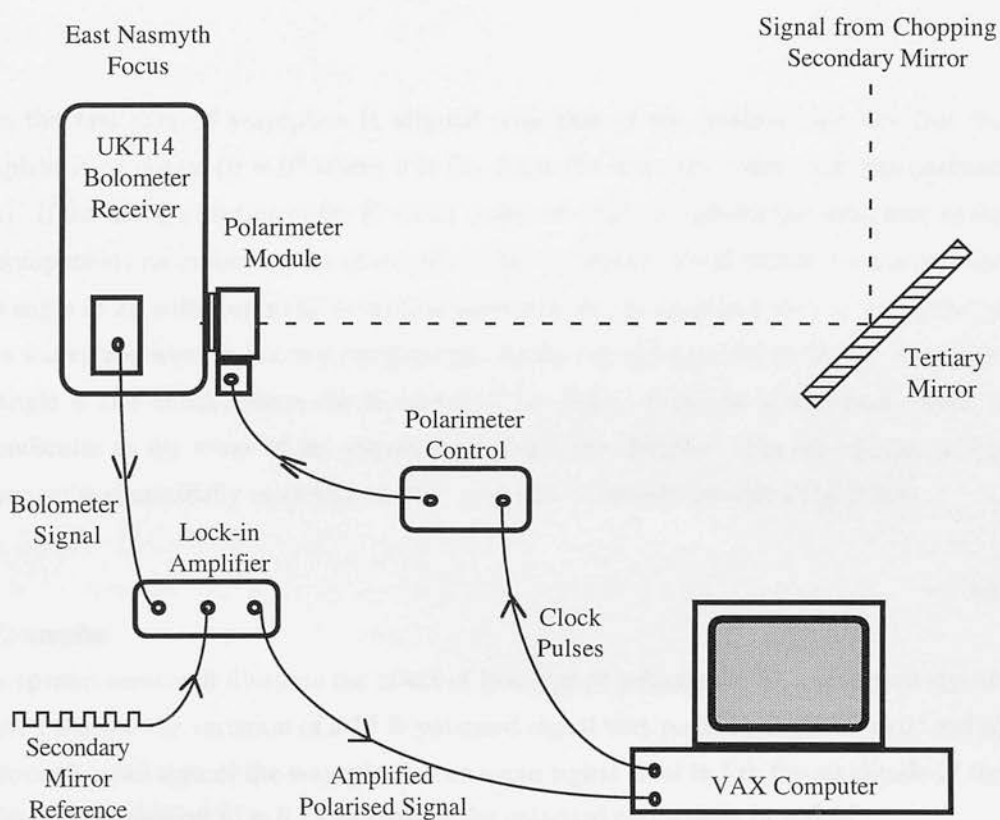 East Nasmyth
Focus
Signal from Chopping
Secondary Mirror
UKT14
Bolometer
Receiver
Polarimeter
Module
Tertiary
Mirror
Polarimeter
Control
Bolometer
Signal
Lock-in
Amplifier
Clock
Pulses
Secondary
Mirror
Reference
Amplified
Polarised Signal
VAX Computer